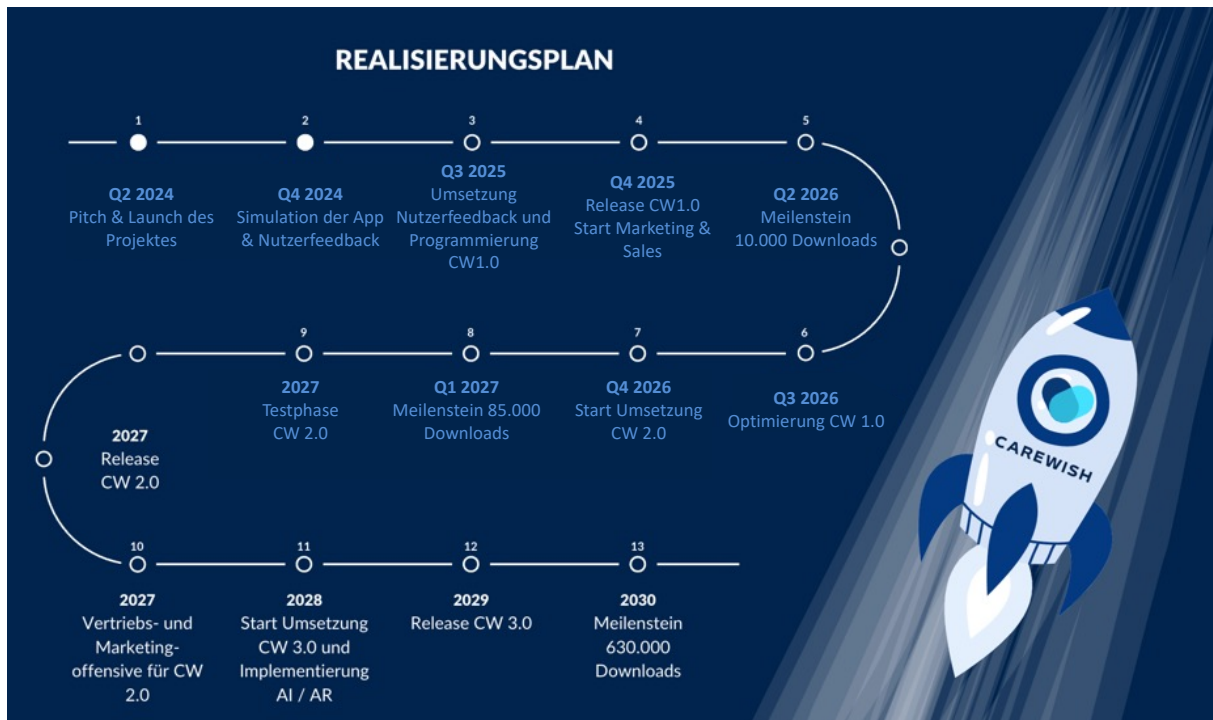 REALISIERUNGSPLAN
1
Q2 2024
Pitch & Launch des
Projektes
2
Q4 2024
Simulation der App
& Nutzerfeedback
3
Q3 2025
Umsetzung
Nutzerfeedback und
Programmierung
CW1.0
4
Q4 2025
Release CW1.0
Start Marketing &
Sales
5
Q2 2026
Meilenstein
10.000 Downloads
6
Q3 2026
Optimierung CW 1.0
7
Q4 2026
Start Umsetzung
CW 2.0
8
Q1 2027
Meilenstein 85.000
Downloads
9
2027
Testphase
CW 2.0
2027
Release
CW 2.0
10
2027
Vertriebs- und
Marketing-
offensive für CW
2.0
11
2028
Start Umsetzung
CW 3.0 und
Implementierung
AI / AR
12
2029
Release CW 3.0
13
2030
Meilenstein
630.000
Downloads
CAREWISH